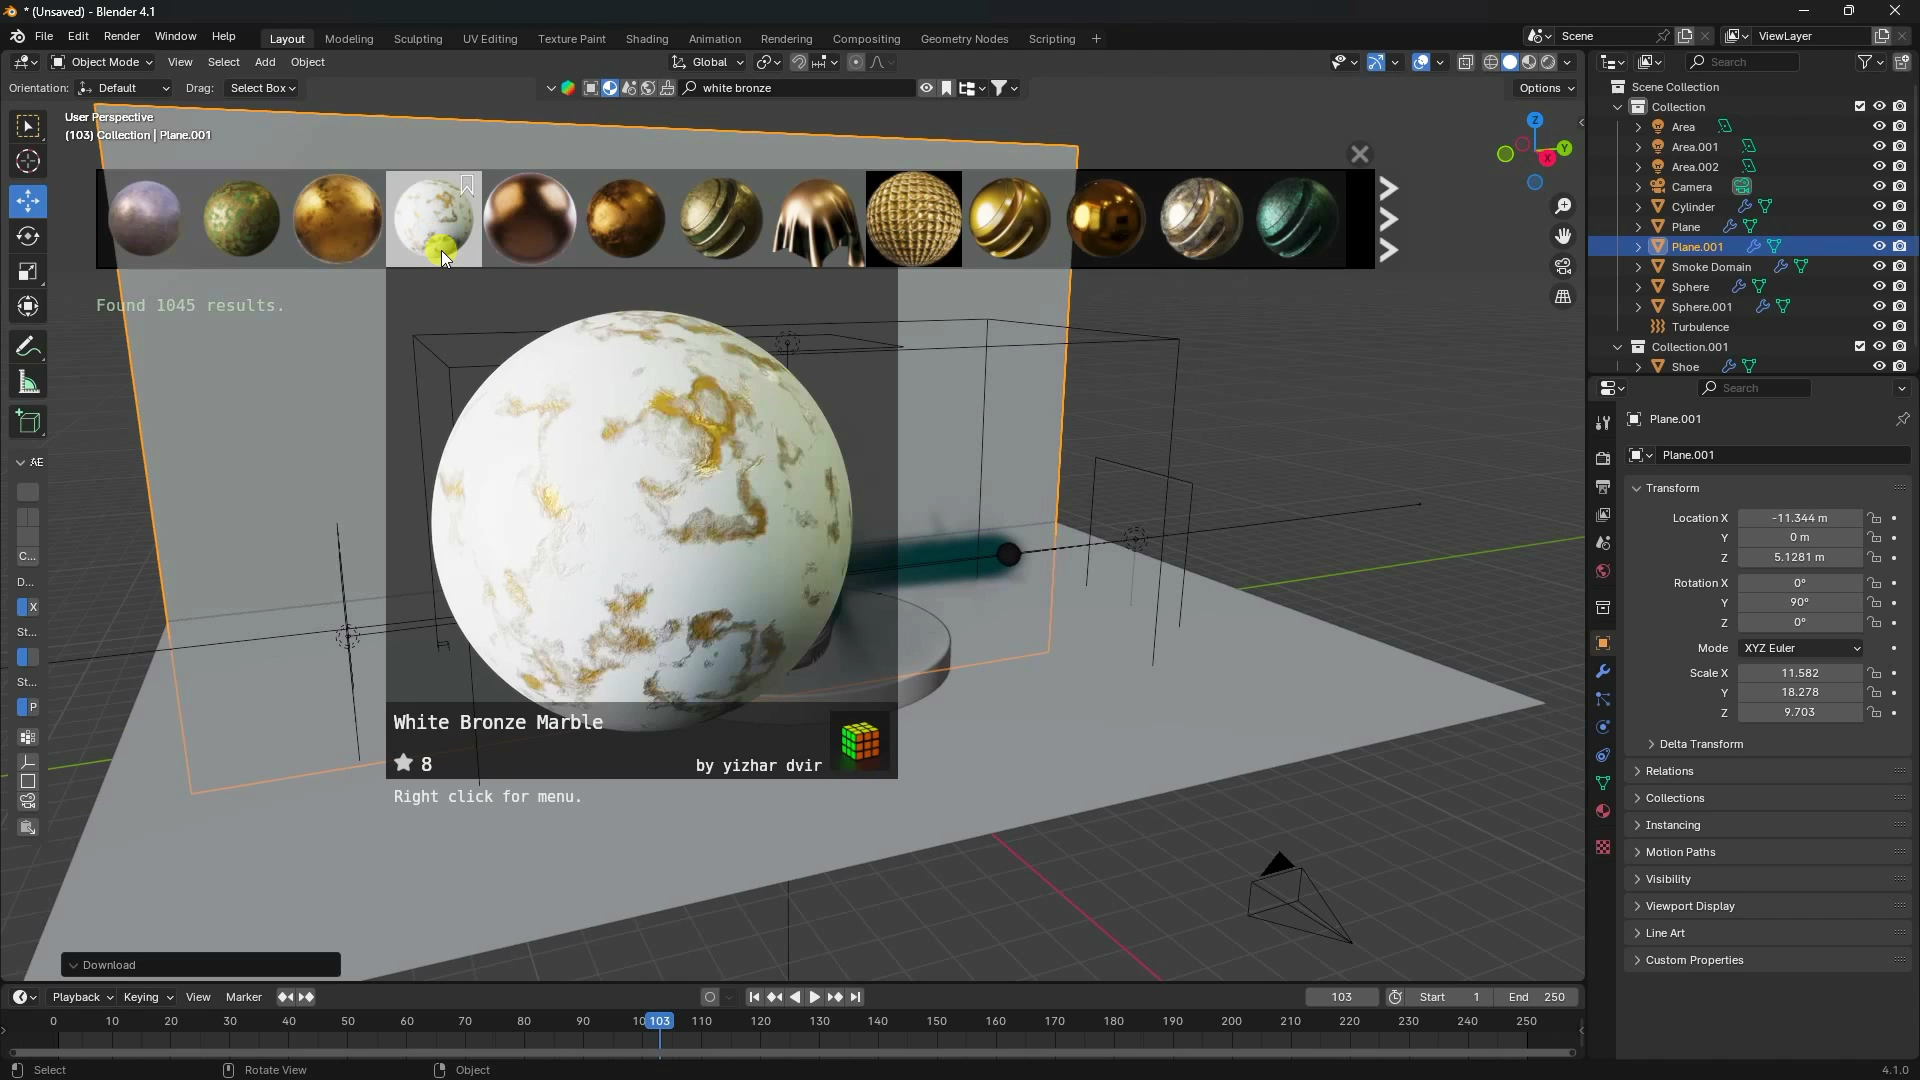 * (Unsaved) - Blender 4.1
File Edit Render Window Help
Layout Modeling Sculpting UV Editing Texture Paint Shading Animation Rendering Compositing Geometry Nodes Scripting +
Scene
ViewLayer
Object Mode View Select Add Object
Global
Search
Orientation: Default Drag: Select Box
white bronze
Options
User Perspective
(103) Collection | Plane.001
Z
Y
X
Found 1045 results.
White Bronze Marble
8
by yizhar dvir
Right click for menu.
AE
C...
D...
X
St...
St...
P
Download
Scene Collection
Collection
Area
Area.001
Area.002
Camera
Cylinder
Plane
Plane.001
Smoke Domain
Sphere
Sphere.001
Turbulence
Collection.001
Shoe
Search
Plane.001
Plane.001
Transform
Location X -11.344 m
Y 0 m
Z 5.1281 m
Rotation X 0°
Y 90°
Z 0°
Mode XYZ Euler
Scale X 11.582
Y 18.278
Z 9.703
Delta Transform
Relations
Collections
Instancing
Motion Paths
Visibility
Viewport Display
Line Art
Custom Properties
Playback Keying View Marker
103
Start 1 End 250
0 10 20 30 40 50 60 70 80 90 10 103 110 120 130 140 150 160 170 180 190 200 210 220 230 240 250
Select
Rotate View
Object
4.1.0